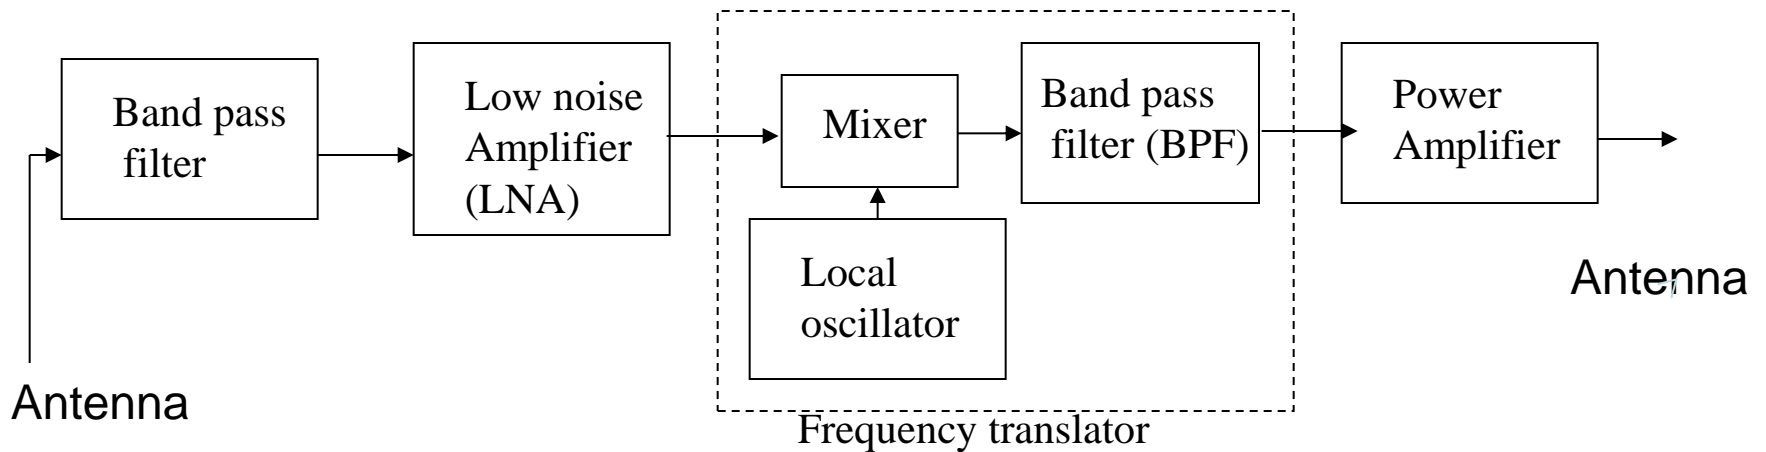 Band pass
filter
Low noise
Amplifier
(LNA)
Mixer
Band pass
filter (BPF)
Power
Amplifier
Local
oscillator
Antenna
Antenna
Frequency translator